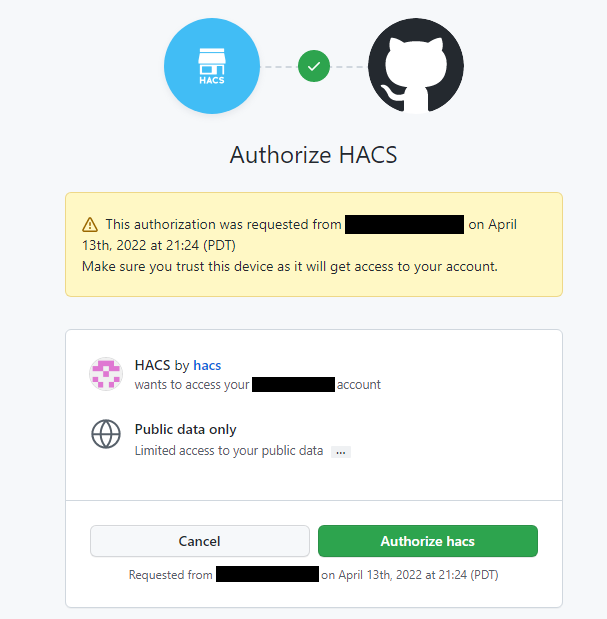 HACS
Authorize HACS
This authorization was requested from on April
13th, 2022 at 21:24 (PDT)
Make sure you trust this device as it will get access to your account.
HACS by hacs
wants to access your account
Public data only
Limited access to your public data ...
Cancel
Authorize hacs
Requested from on April 13th, 2022 at 21:24 (PDT)